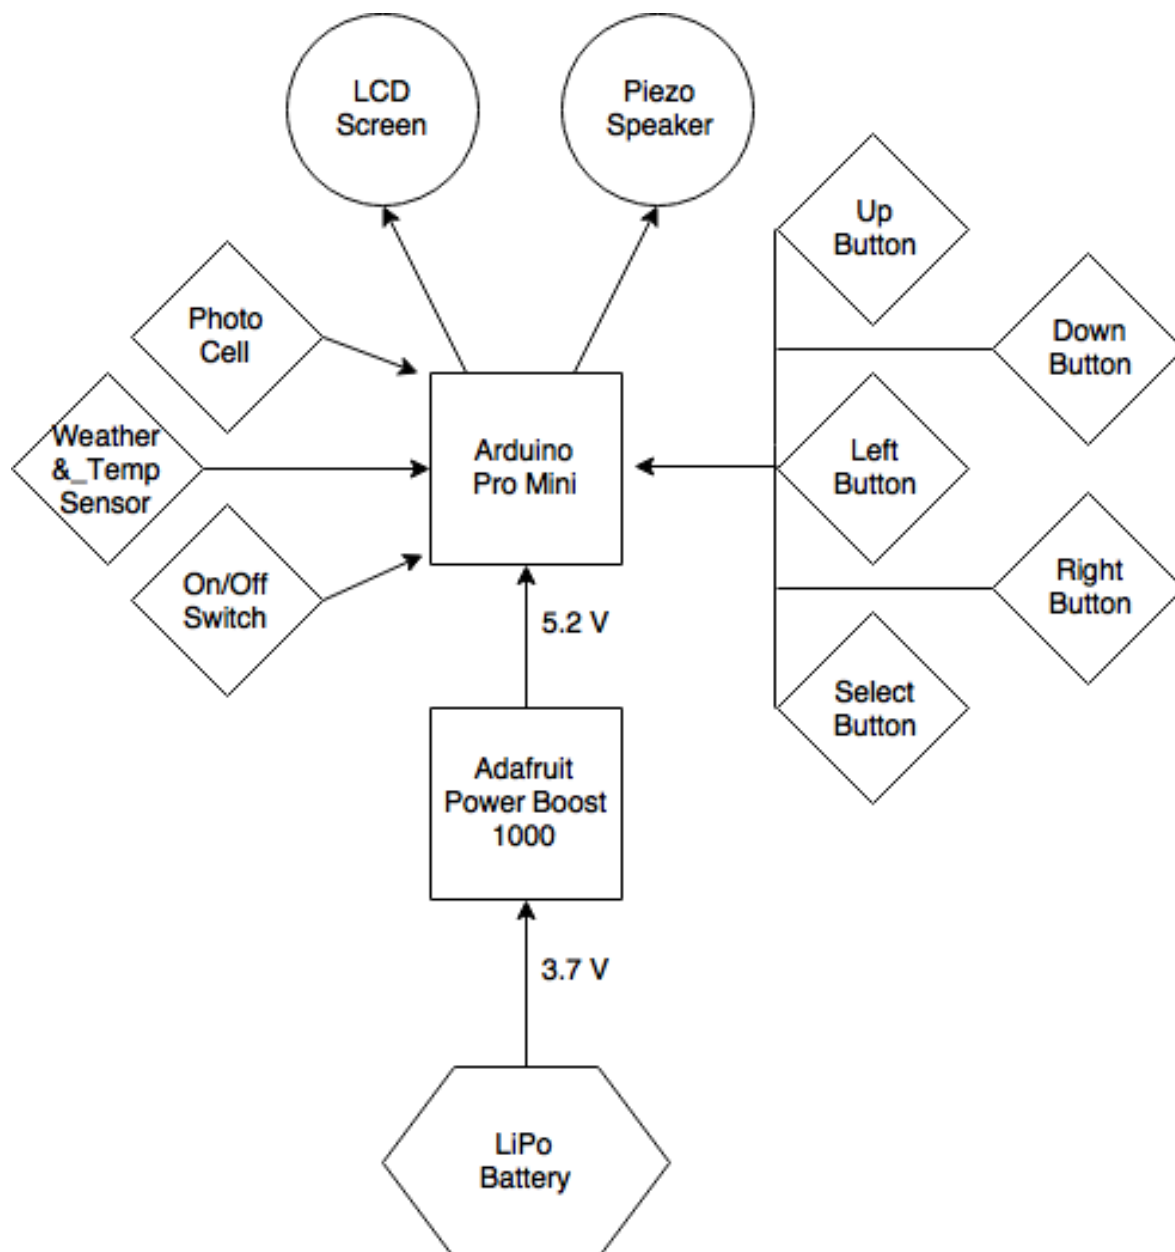 LCD
Screen
Piezo
Speaker
Up
Button
Photo
Cell
Down
Button
Weather
&_Temp
Sensor
Arduino
Pro Mini
Left
Button
On/Off
Switch
Right
Button
5.2 V
Select
Button
Adafruit
Power Boost
1000
3.7 V
LiPo
Battery